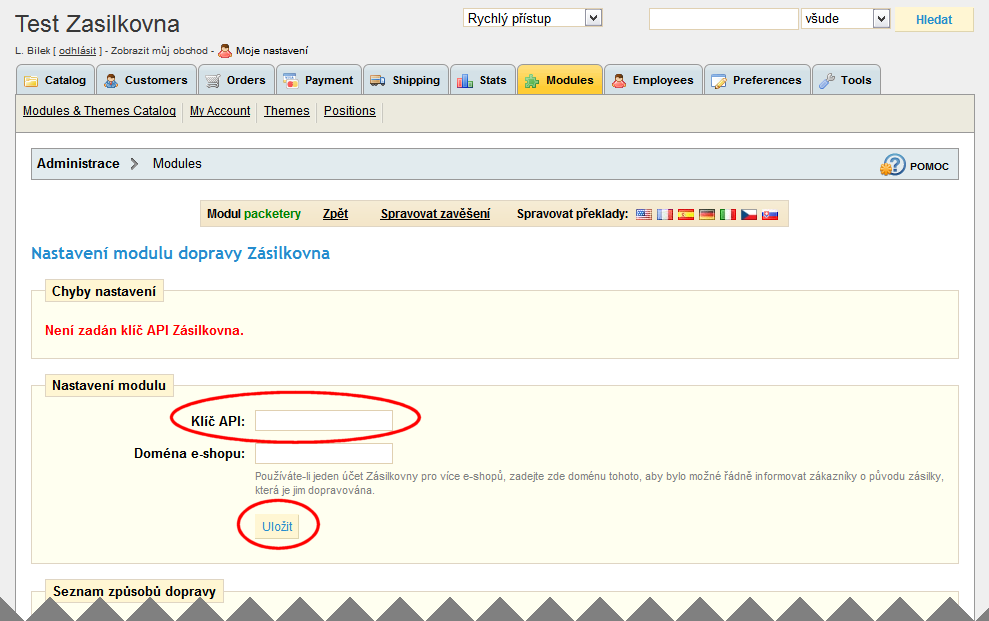 Test Zasilkovna
Rychlý přístup
všude
Hledat
L. Bilek [ odhlásit ] - Zobrazit můj obchod - Moje nastavení
Catalog Customers Orders Payment Shipping Stats Modules Employees Preferences Tools
Modules & Themes Catalog My Account Themes Positions
Administrace Modules POMOC
Modul packetery Zpět Spravovat zavěšení Spravovat překlady:
Nastavení modulu dopravy Zásilkovna
Chyby nastavení
Není zadán klíč API Zásilkovna.
Nastavení modulu
Klíč API:
Doména e-shopu:
Používáte-li jeden účet Zásilkovny pro více e-shopů, zadejte zde doménu tohoto, aby bylo možné řádně informovat zákazníky o původu zásilky,
která je jim dopravována.
Uložit
Seznam způsobů dopravy